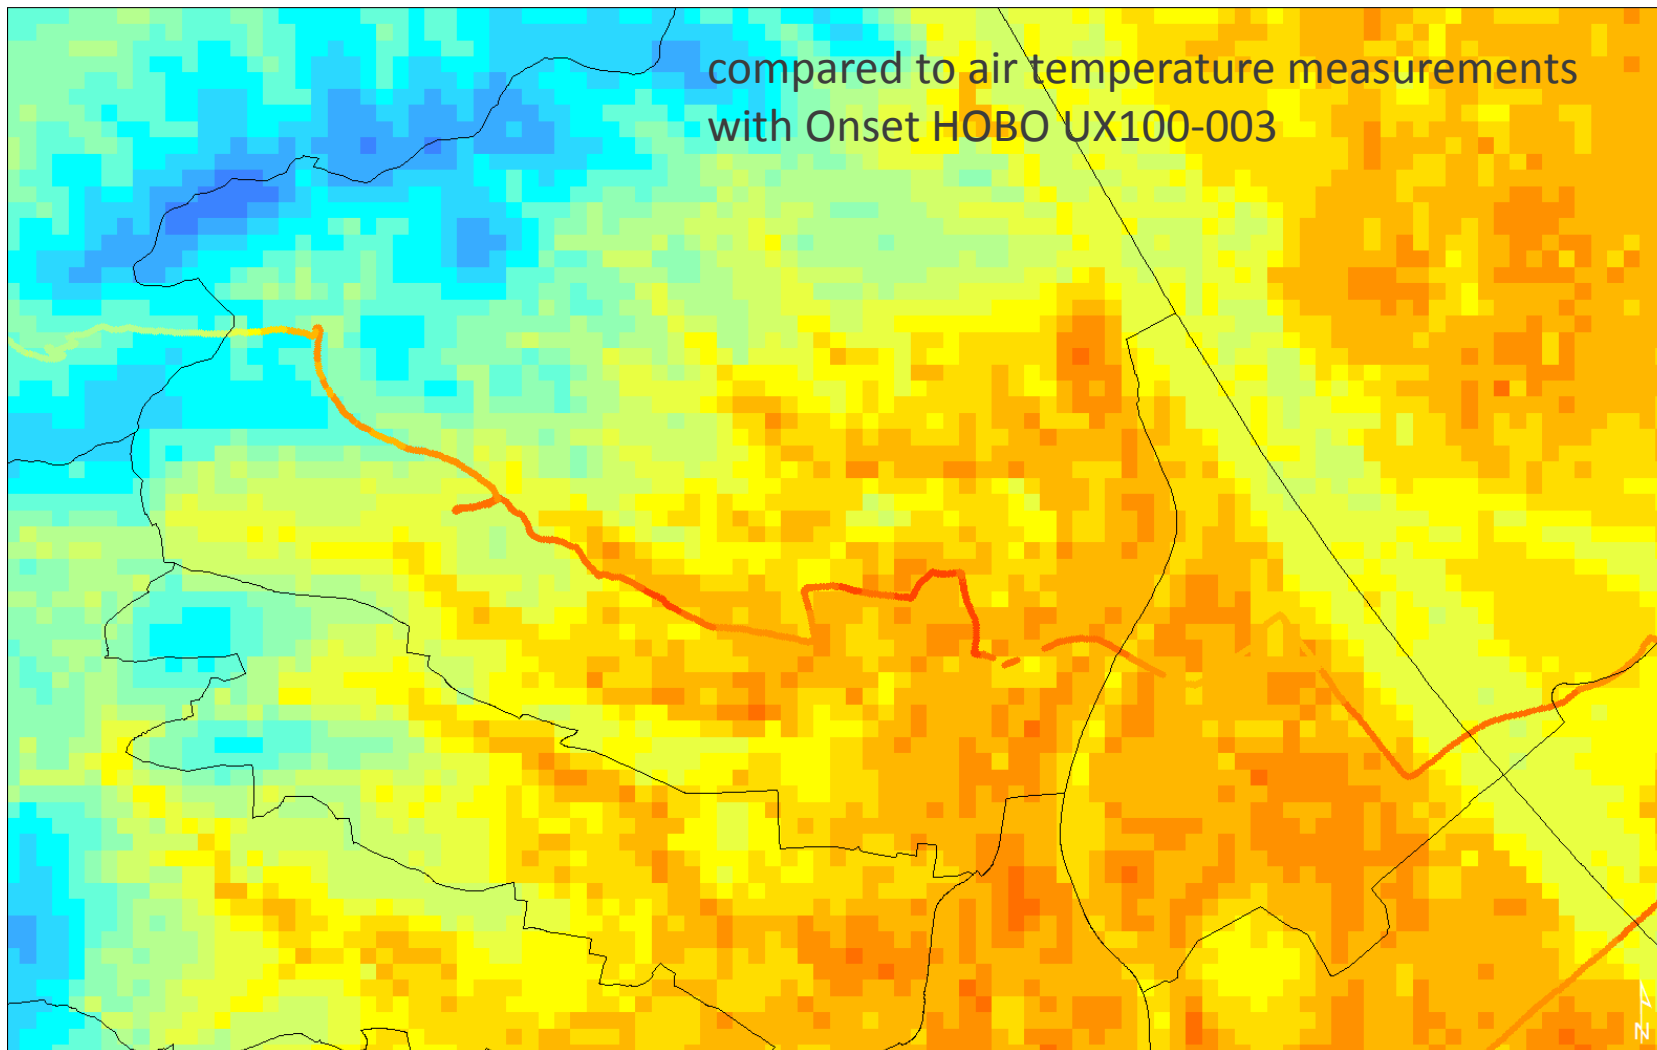 compared to air temperature measurements
with Onset HOBO UX100-003
N